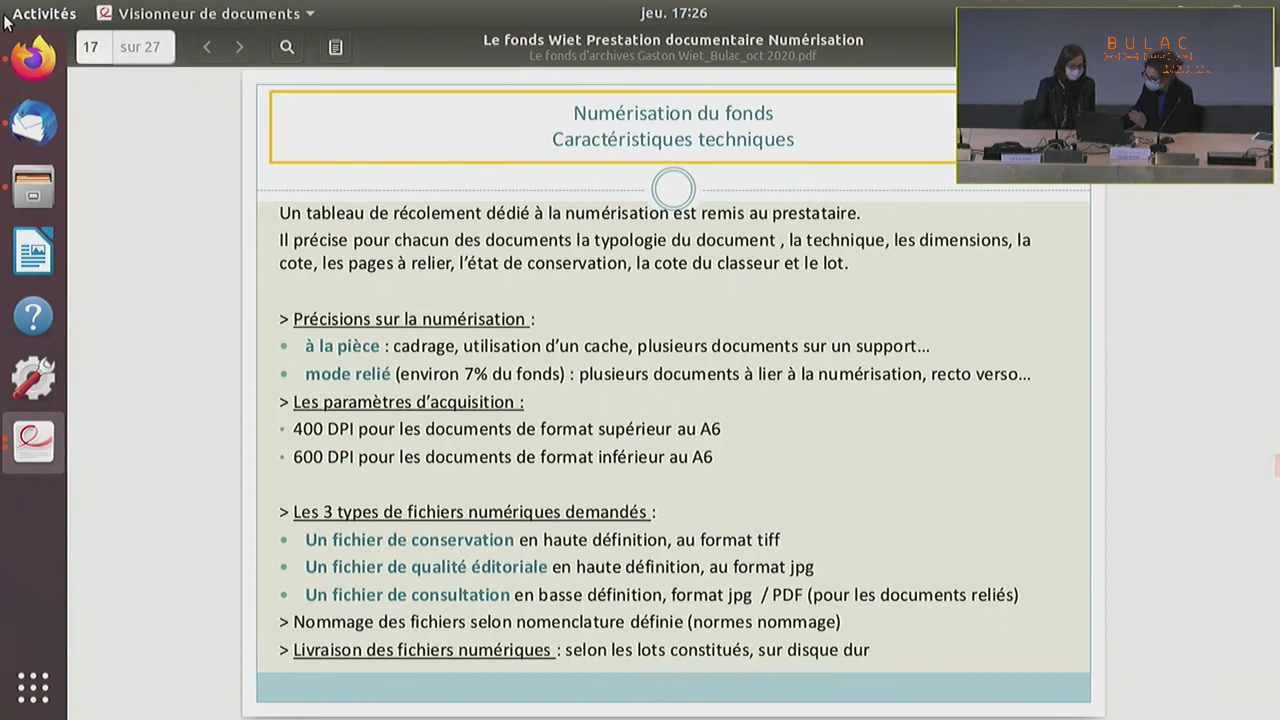 Activités
Visionneur de documents
jeu. 17:26
17
sur 27
Le fonds Wiet Prestation documentaire Numérisation
Le fonds d'archives Gaston Wiet_Bulac_oct 2020.pdf
BULAC
Numérisation du fonds
Caractéristiques techniques
Un tableau de récolement dédié à la numérisation est remis au prestataire.
Il précise pour chacun des documents la typologie du document , la technique, les dimensions, la
cote, les pages à relier, l'état de conservation, la cote du classeur et le lot.
> Précisions sur la numérisation :
• à la pièce : cadrage, utilisation d'un cache, plusieurs documents sur un support…
• mode relié (environ 7% du fonds) : plusieurs documents à lier à la numérisation, recto verso…
> Les paramètres d'acquisition :
• 400 DPI pour les documents de format supérieur au A6
• 600 DPI pour les documents de format inférieur au A6
> Les 3 types de fichiers numériques demandés :
• Un fichier de conservation en haute définition, au format tiff
• Un fichier de qualité éditoriale en haute définition, au format jpg
• Un fichier de consultation en basse définition, format jpg / PDF (pour les documents reliés)
> Nommage des fichiers selon nomenclature définie (normes nommage)
> Livraison des fichiers numériques : selon les lots constitués, sur disque dur